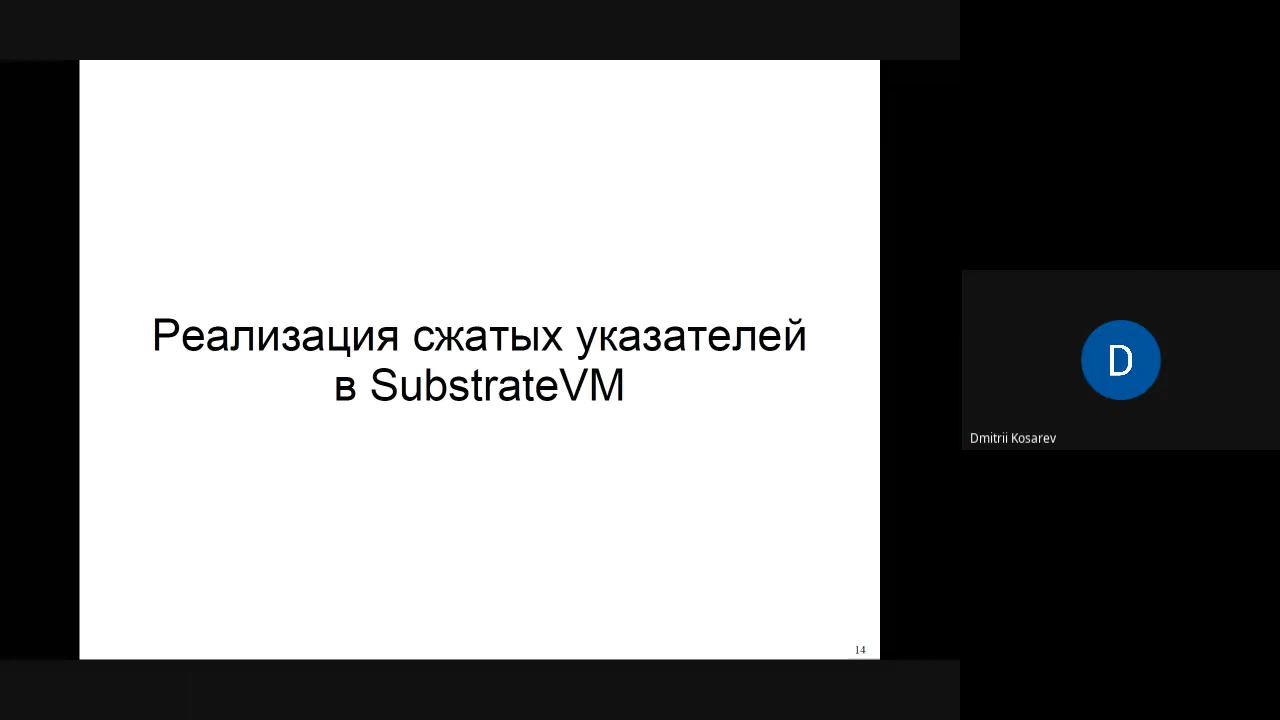 Реализация сжатых указателей
в SubstrateVM
14
D
Dmitrii Kosarev